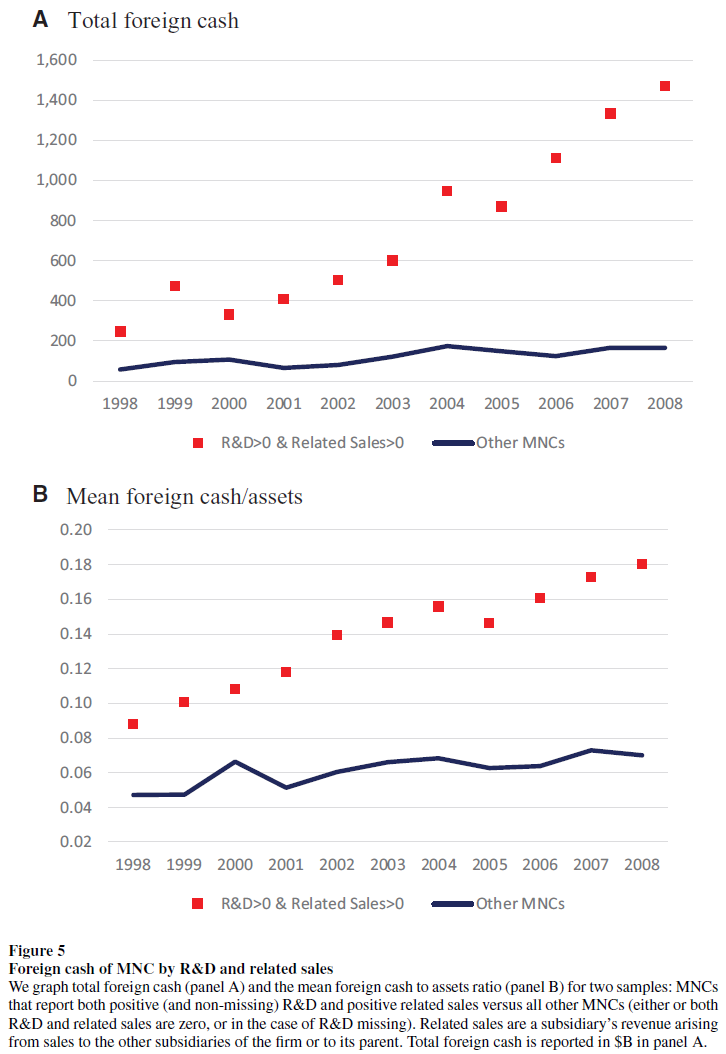 A Total foreign cash
1,600
1,400
1,200
1,000
800
600
400
200
0
1998 1999 2000 2001 2002 2003 2004 2005 2006 2007 2008
R&D>0 & Related Sales>0 Other MNCs
B Mean foreign cash/assets
0.20
0.18
0.16
0.14
0.12
0.10
0.08
0.06
0.04
0.02
1998 1999 2000 2001 2002 2003 2004 2005 2006 2007 2008
R&D>0 & Related Sales>0 Other MNCs
Figure 5
Foreign cash of MNC by R&D and related sales
We graph total foreign cash (panel A) and the mean foreign cash to assets ratio (panel B) for two samples: MNCs
that report both positive (and non-missing) R&D and positive related sales versus all other MNCs (either or both
R&D and related sales are zero, or in the case of R&D missing). Related sales are a subsidiary's revenue arising
from sales to the other subsidiaries of the firm or to its parent. Total foreign cash is reported in $B in panel A.